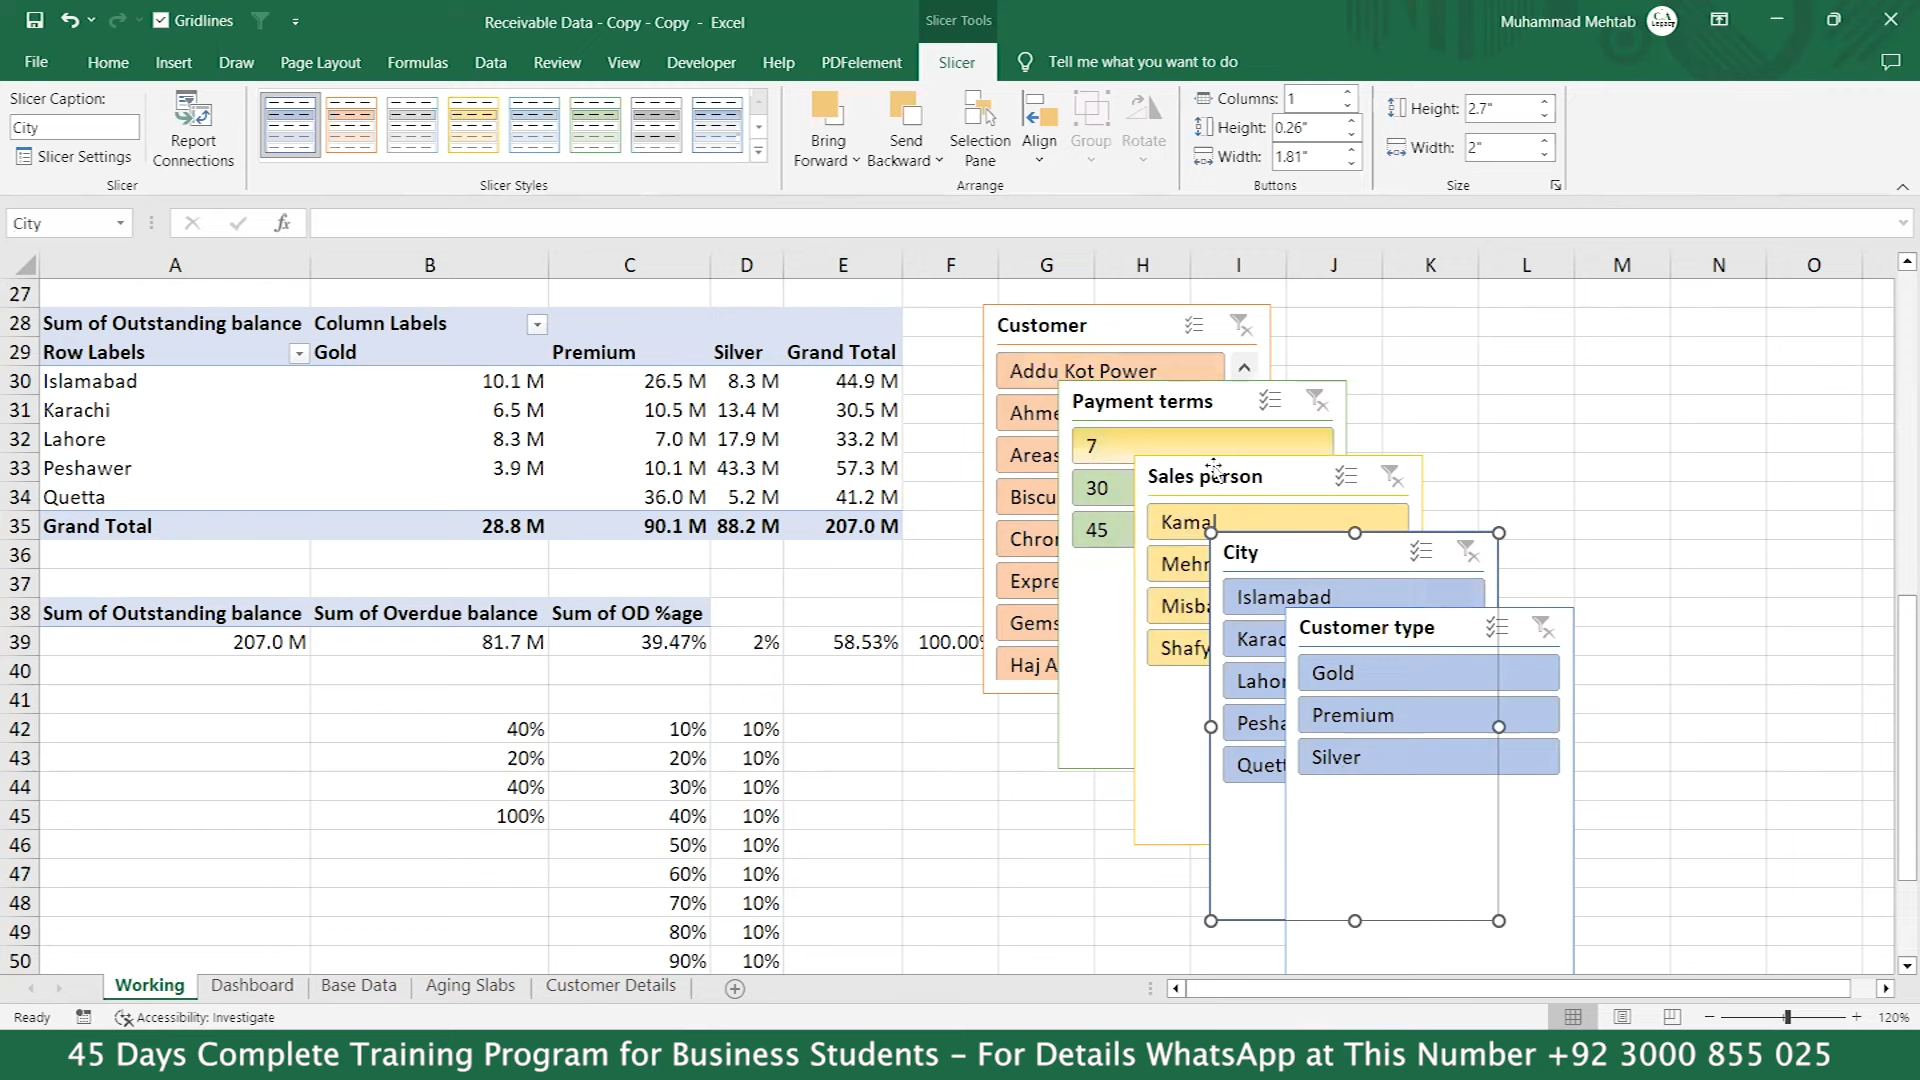 Gridlines
Receivable Data - Copy - Copy - Excel
Slicer Tools
Muhammad Mehtab
File Home Insert Draw Page Layout Formulas Data Review View Developer Help PDFelement Slicer Tell me what you want to do
Slicer Caption:
City
Slicer Settings
Report Connections
Slicer
Slicer Styles
Bring Forward
Send Backward
Selection Pane
Align
Group
Rotate
Arrange
Columns: 1
Height: 0.26"
Width: 1.81"
Buttons
Height: 2.7"
Width: 2"
Size
City
fx
A B C D E F G H I J K L M N O
27
28 Sum of Outstanding balance Column Labels
29 Row Labels Gold Premium Silver Grand Total
30 Islamabad 10.1 M 26.5 M 8.3 M 44.9 M
31 Karachi 6.5 M 10.5 M 13.4 M 30.5 M
32 Lahore 8.3 M 7.0 M 17.9 M 33.2 M
33 Peshawer 3.9 M 10.1 M 43.3 M 57.3 M
34 Quetta 36.0 M 5.2 M 41.2 M
35 Grand Total 28.8 M 90.1 M 88.2 M 207.0 M
36
37
38 Sum of Outstanding balance Sum of Overdue balance Sum of OD %age
39 207.0 M 81.7 M 39.47% 2% 58.53% 100.00%
40
41
42 40% 10% 10%
43 20% 20% 10%
44 40% 30% 10%
45 100% 40% 10%
46 50% 10%
47 60% 10%
48 70% 10%
49 80% 10%
50 90% 10%
Customer
Addu Kot Power
Ahme
Areas
Biscu
Chror
Expre
Gems
Haj A
Payment terms
7
30
45
Sales person
Kamal
Mehr
Misba
Shafy
City
Islamabad
Karac
Lahor
Pesha
Quett
Customer type
Gold
Premium
Silver
Working Dashboard Base Data Aging Slabs Customer Details
Ready Accessibility: Investigate
120%
45 Days Complete Training Program for Business Students – For Details WhatsApp at This Number +92 3000 855 025